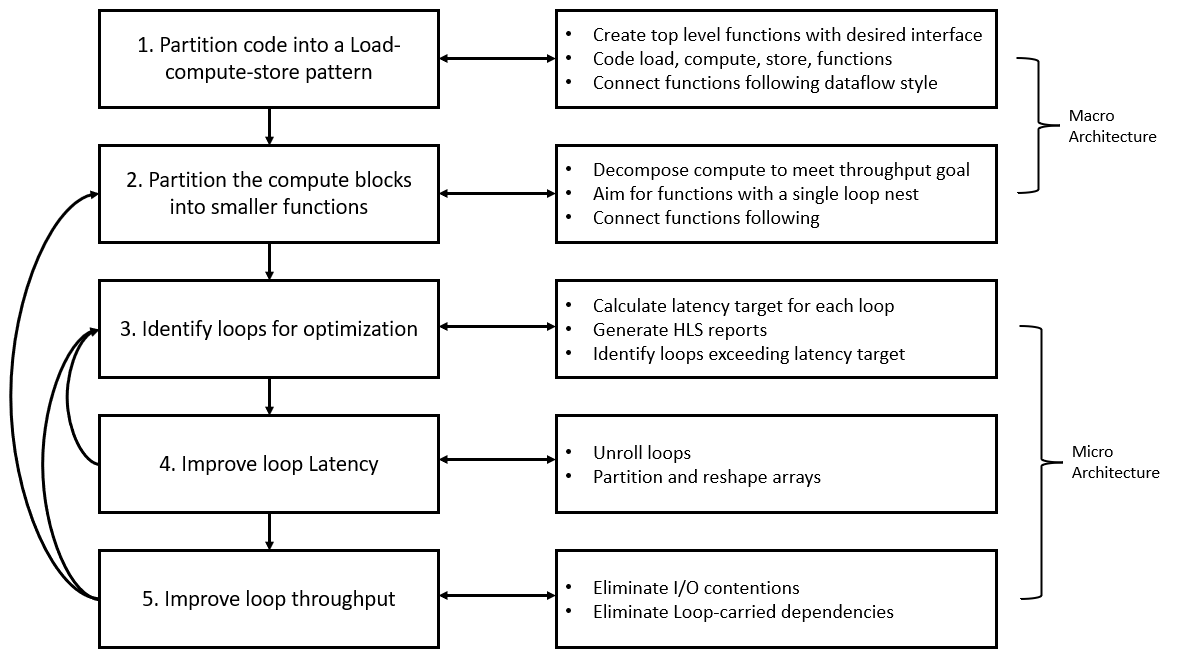 1. Partition code into a Load-
compute-store pattern
• Create top level functions with desired interface
• Code load, compute, store, functions
• Connect functions following dataflow style
Macro
Architecture
2. Partition the compute blocks
into smaller functions
• Decompose compute to meet throughput goal
• Aim for functions with a single loop nest
• Connect functions following
3. Identify loops for optimization
• Calculate latency target for each loop
• Generate HLS reports
• Identify loops exceeding latency target
4. Improve loop Latency
• Unroll loops
• Partition and reshape arrays
Micro
Architecture
5. Improve loop throughput
• Eliminate I/O contentions
• Eliminate Loop-carried dependencies